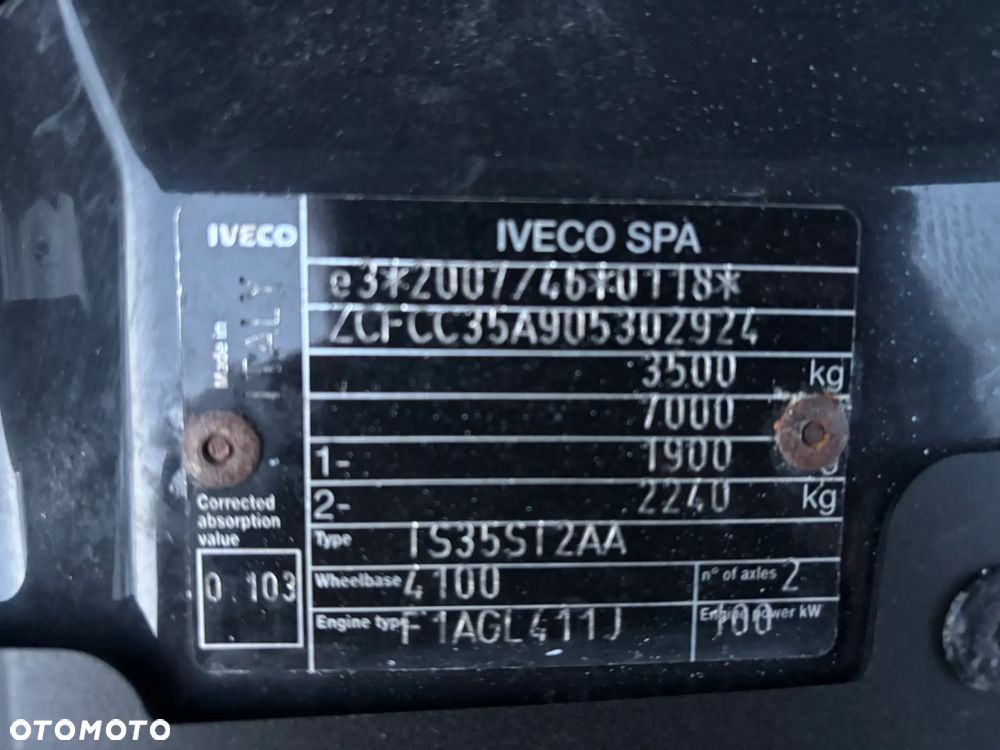 IVECO
IVECO SPA
Made in ITALY
e3*2007/46*0118*
ZCFCC35A905302924
3500 kg
7000
1- 1900
2- 2240 kg
Corrected
absorption
value
0.103
Type IS35SI2AA
Wheelbase 4100
n° of axles 2
Engine type F1AGL411J
Engine power kW 100
OTOMOTO